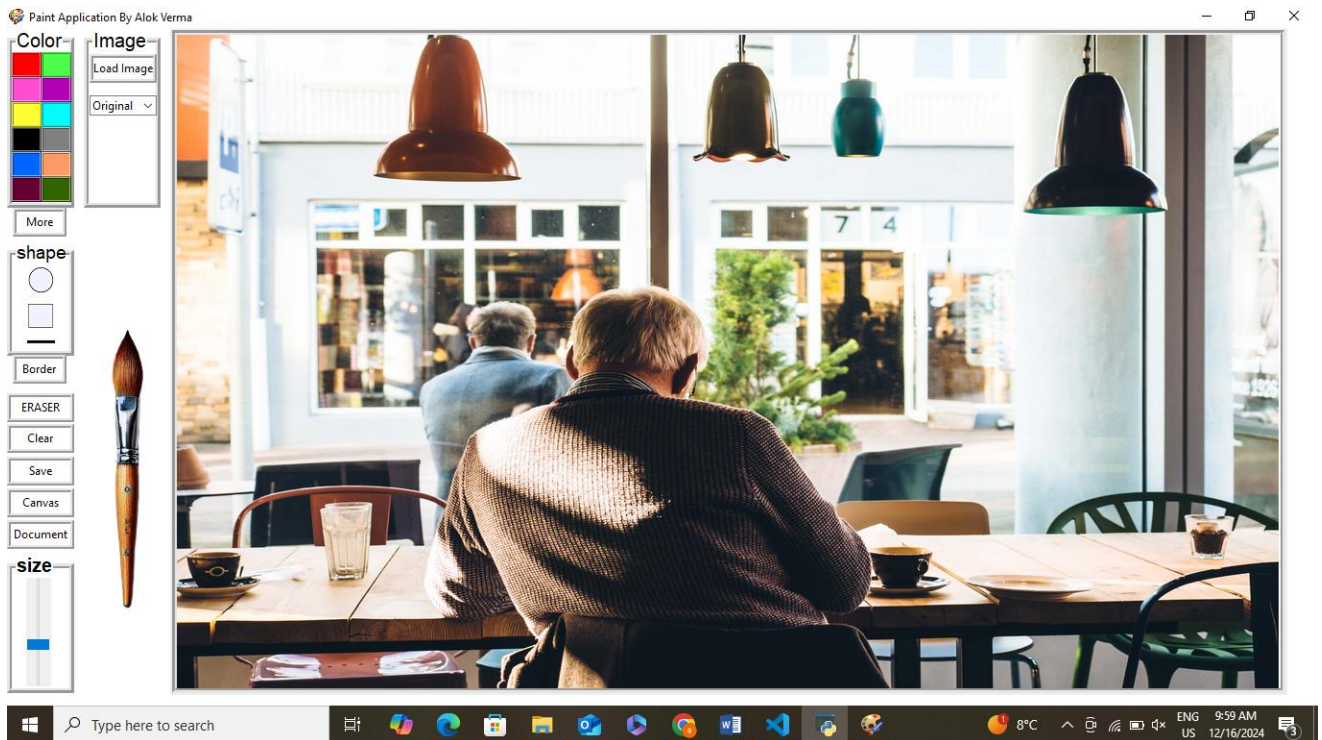 Paint Application By Alok Verma
Color
Image
Load Image
Original
More
shape
Border
ERASER
Clear
Save
Canvas
Document
size
7 4
Type here to search
1
8°C
ENG
US
9:59 AM
12/16/2024
3